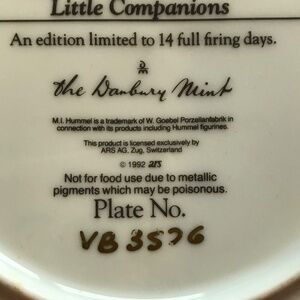 Little Companions
An edition limited to 14 full firing days.
DM
The Danbury Mint
M.I. Hummel is a trademark of W. Goebel Porzellanfabrik in
connection with its products including Hummel figurines.
This product is licensed exclusively by
ARS AG, Zug, Switzerland
© 1992 ars
Not for food use due to metallic
pigments which may be poisonous.
Plate No.
VB3576